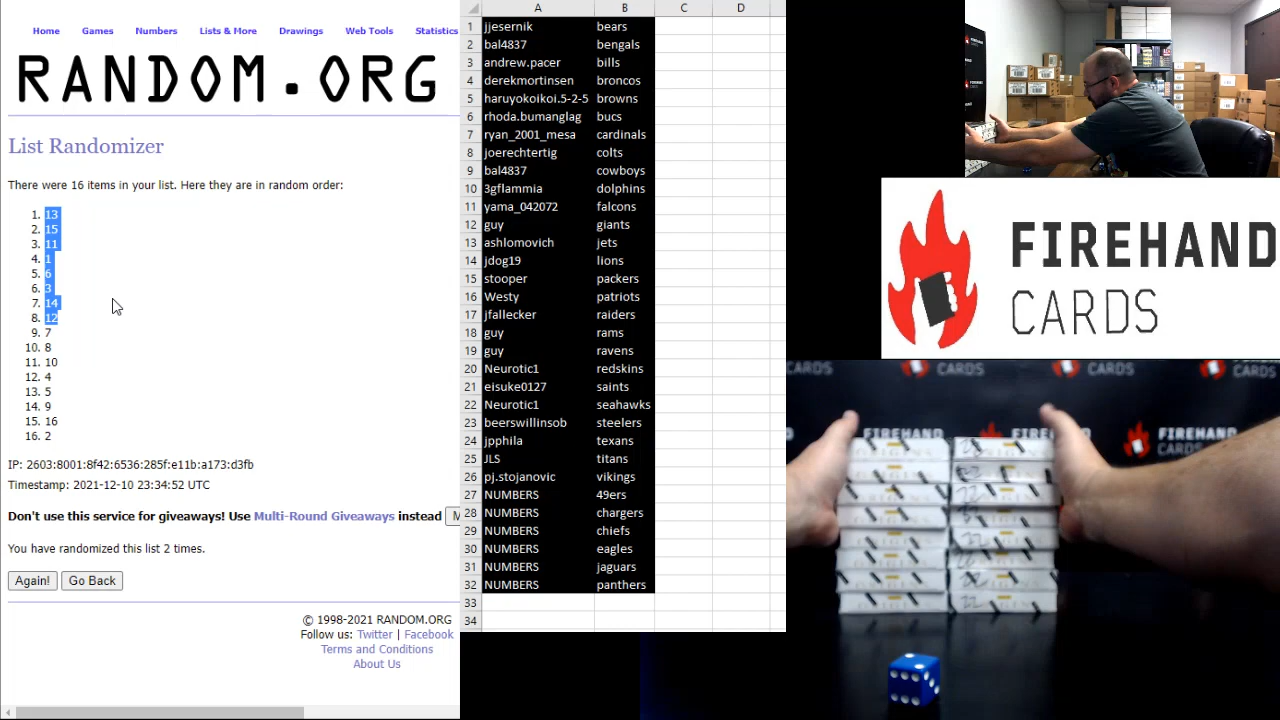 Home Games Numbers Lists & More Drawings Web Tools Statistics
RANDOM.ORG
List Randomizer
There were 16 items in your list. Here they are in random order:
1. 13
2. 15
3. 11
4. 1
5. 6
6. 3
7. 14
8. 12
9. 7
10. 8
11. 10
12. 4
13. 5
14. 9
15. 16
16. 2
IP: 2603:8001:8f42:6536:285f:e11b:a173:d3fb
Timestamp: 2021-12-10 23:34:52 UTC
Don't use this service for giveaways! Use Multi-Round Giveaways instead
You have randomized this list 2 times.
Again! Go Back
© 1998-2021 RANDOM.ORG
Follow us: Twitter | Facebook
Terms and Conditions
About Us
A B C D
1 jjesernik bears
2 bal4837 bengals
3 andrew.pacer bills
4 derekmortinsen broncos
5 haruyokoikoi.5-2-5 browns
6 rhoda.bumanglag bucs
7 ryan_2001_mesa cardinals
8 joerechtertig colts
9 bal4837 cowboys
10 3gflammia dolphins
11 yama_042072 falcons
12 guy giants
13 ashlomovich jets
14 jdog19 lions
15 stooper packers
16 Westy patriots
17 jfallecker raiders
18 guy rams
19 guy ravens
20 Neurotic1 redskins
21 eisuke0127 saints
22 Neurotic1 seahawks
23 beerswillinsob steelers
24 jpphila texans
25 JLS titans
26 pj.stojanovic vikings
27 NUMBERS 49ers
28 NUMBERS chargers
29 NUMBERS chiefs
30 NUMBERS eagles
31 NUMBERS jaguars
32 NUMBERS panthers
33
34
FIREHAND
CARDS
CARDS
CARDS
FIREHAND
FIREHAND
CARDS